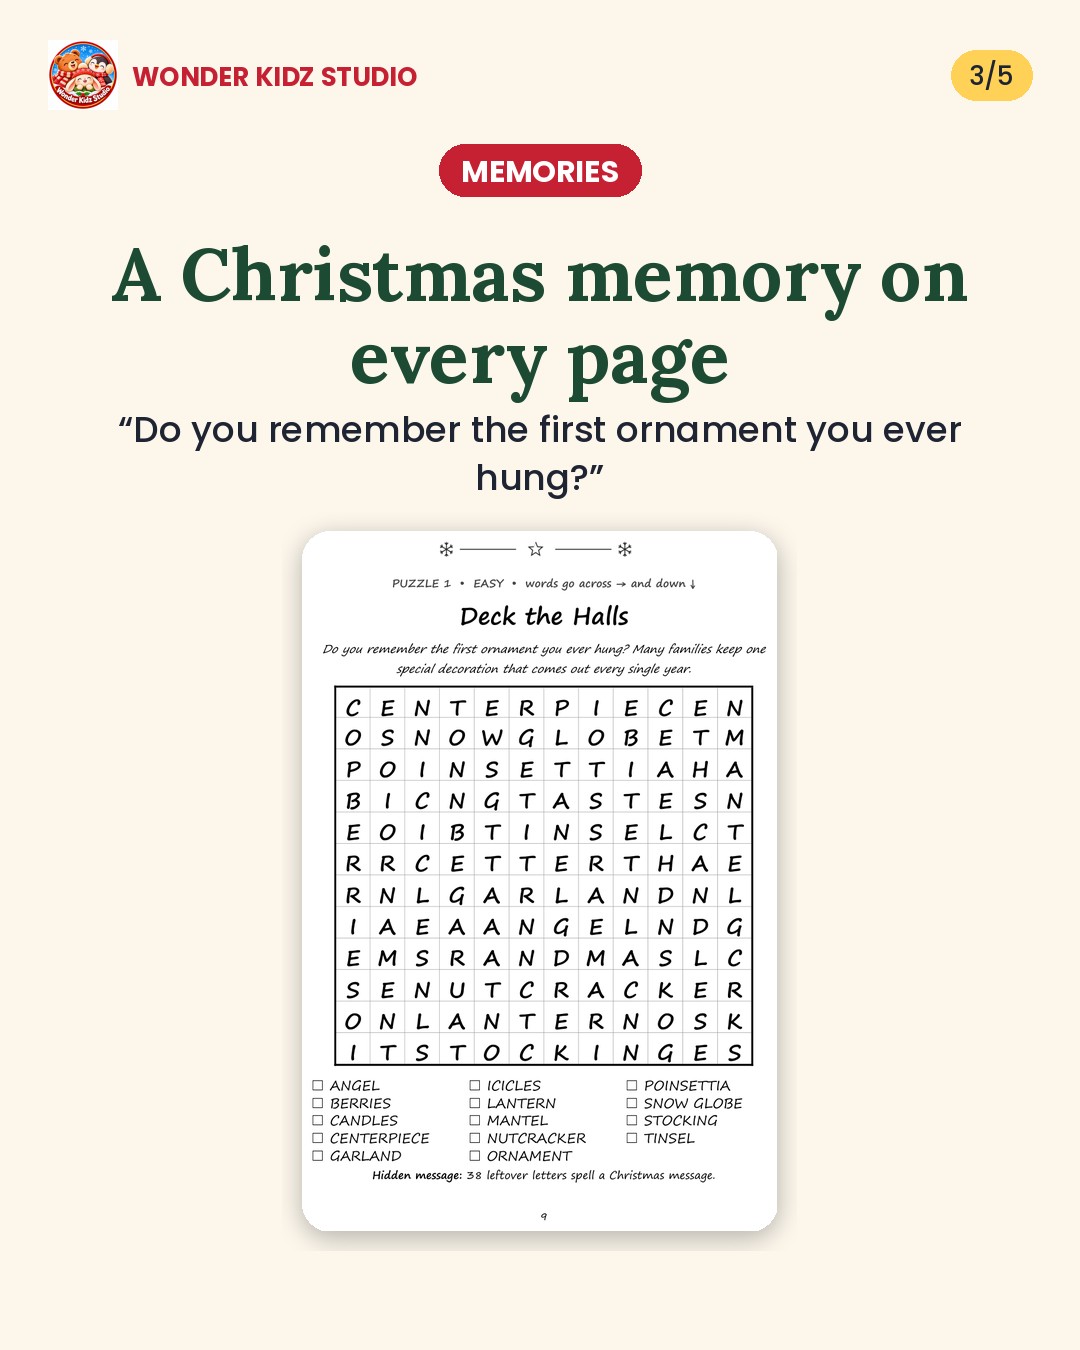 Wonder Kidz Studio
WONDER KIDZ STUDIO
3/5
MEMORIES
A Christmas memory on
every page
“Do you remember the first ornament you ever
hung?”
PUZZLE 1 • EASY • words go across → and down ↓
Deck the Halls
Do you remember the first ornament you ever hung? Many families keep one
special decoration that comes out every single year.
C E N T E R P I E C E N
O S N O W G L O B E T M
P O I N S E T T I A H A
B I C N G T A S T E S N
E O I B T I N S E L C T
R R C E T T E R T H A E
R N L G A R L A N D N L
I A E A A N G E L N D G
E M S R A N D M A S L C
S E N U T C R A C K E R
O N L A N T E R N O S K
I T S T O C K I N G E S
☐ ANGEL ☐ ICICLES ☐ POINSETTIA
☐ BERRIES ☐ LANTERN ☐ SNOW GLOBE
☐ CANDLES ☐ MANTEL ☐ STOCKING
☐ CENTERPIECE ☐ NUTCRACKER ☐ TINSEL
☐ GARLAND ☐ ORNAMENT
Hidden message: 38 leftover letters spell a Christmas message.
9